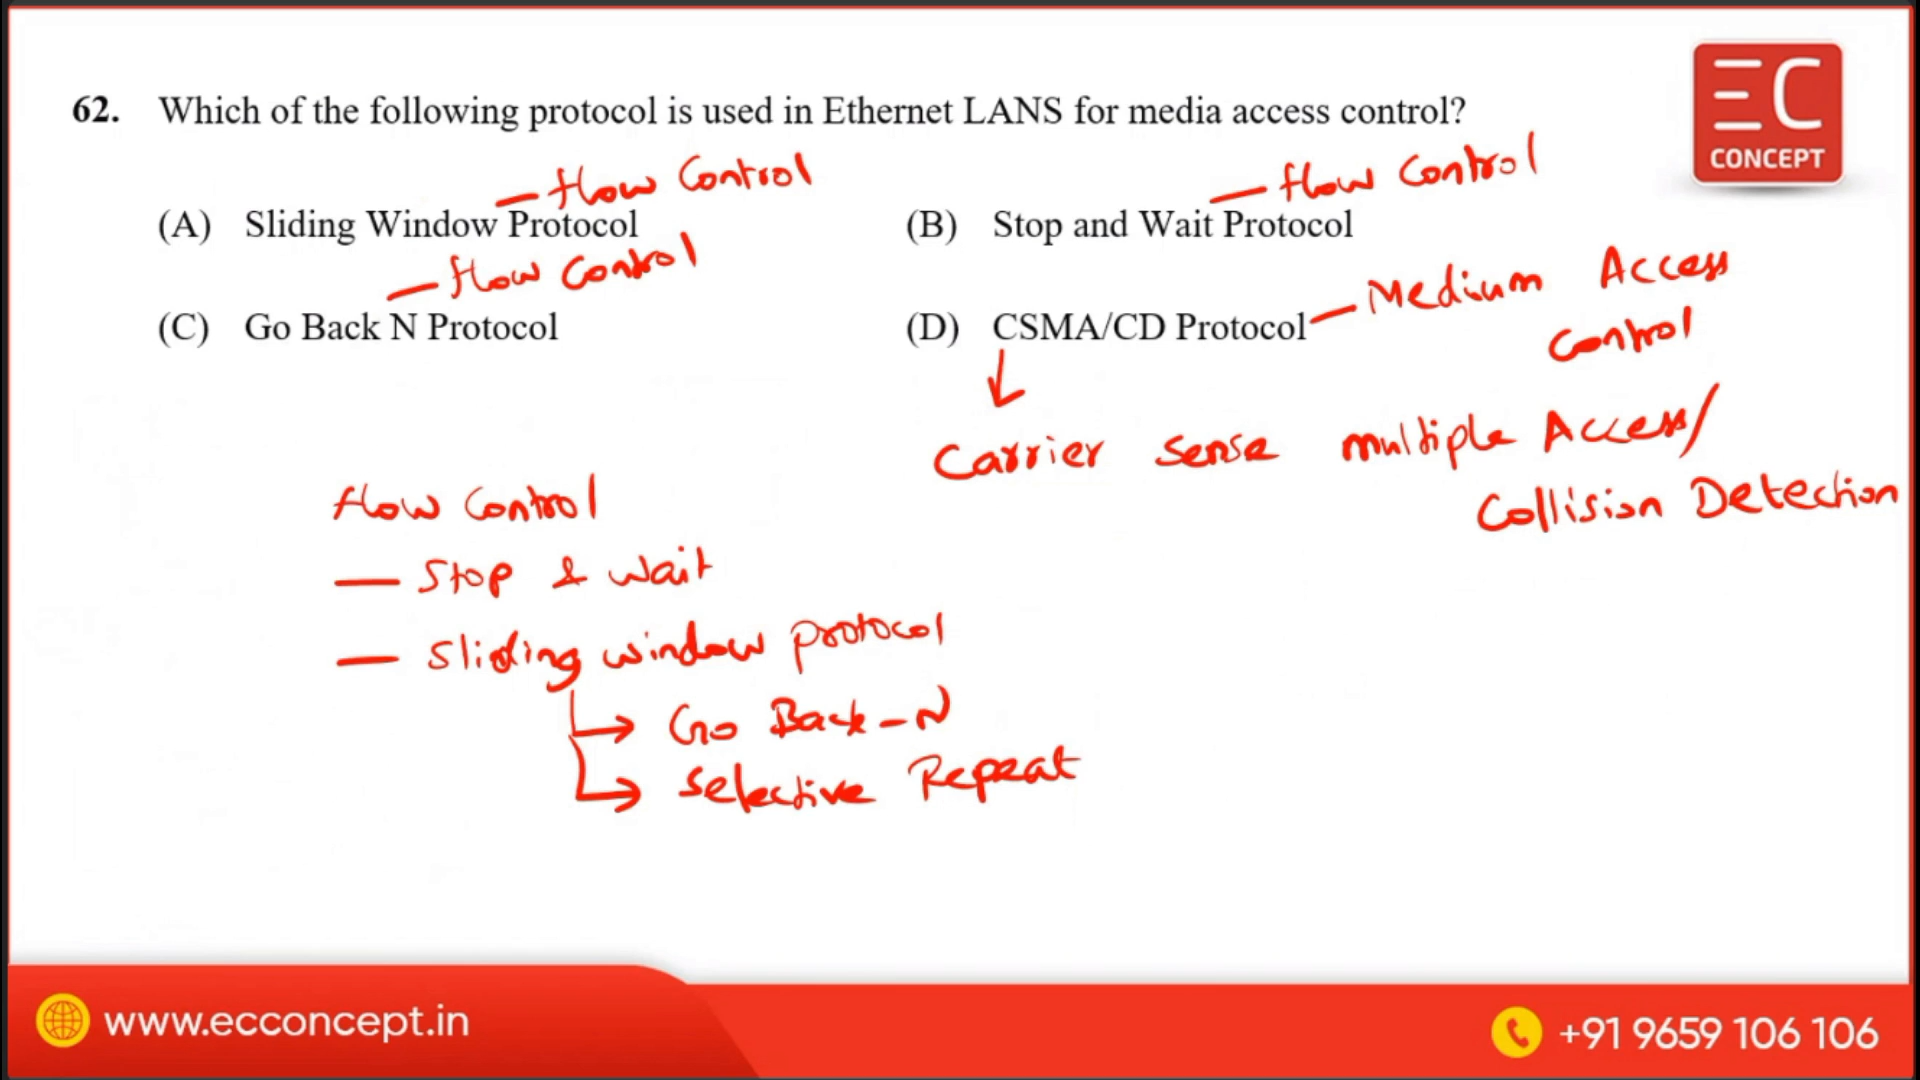 62. Which of the following protocol is used in Ethernet LANS for media access control?
EC
CONCEPT
– flow Control
– flow Control
(A) Sliding Window Protocol
(B) Stop and Wait Protocol
– flow Control
– Medium Access
Control
(C) Go Back N Protocol
(D) CSMA/CD Protocol
Carrier sense multiple Access/
Collision Detection
flow Control
– Stop & wait
– Sliding window protocol
→ Go Back-N
→ Selective Repeat
www.ecconcept.in
+91 9659 106 106